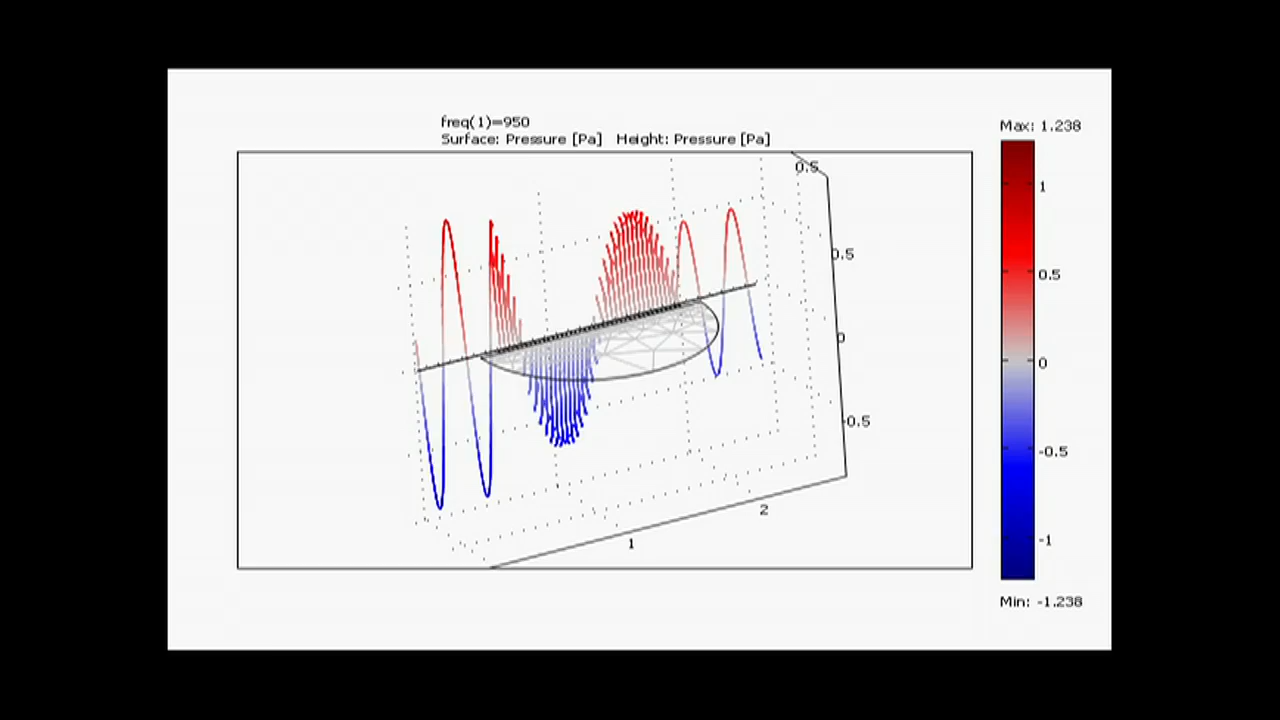 freq(1)=950
Surface: Pressure [Pa] Height: Pressure [Pa]
Max: 1.238
0.5
1
0.5
0.5
0
0
-0.5
-0.5
2
1
-1
Min: -1.238